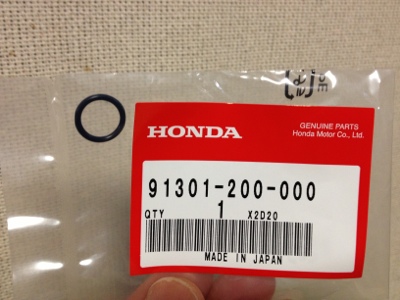 HONDA
GENUINE PARTS
Honda Motor Co., Ltd.
91301-200-000
QTY 1 X2D20
MADE IN JAPAN